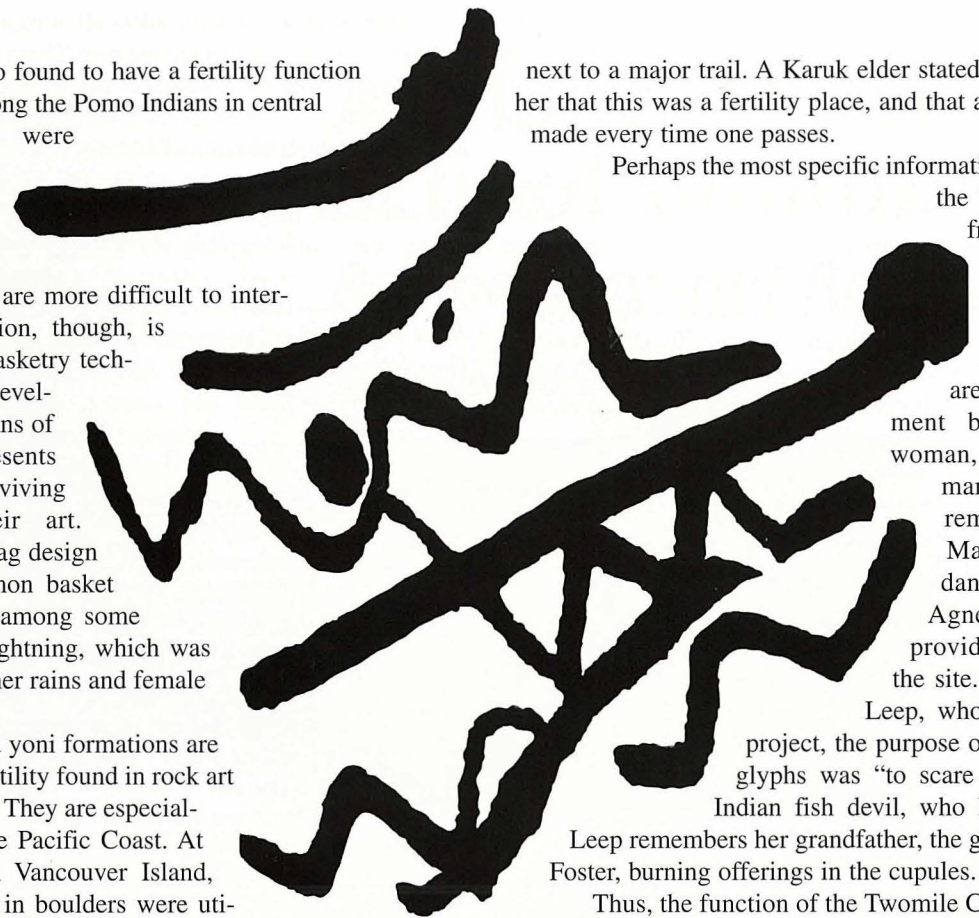 o found to have a fertility function
ong the Pomo Indians in central
were
are more difficult to inter-
ion, though, is
asketry tech-
evel-
ns of
esents
viving
eir art.
ag design
non basket
among some
ghtning, which was
er rains and female
yoni formations are
tility found in rock art
They are especial-
e Pacific Coast. At
Vancouver Island,
in boulders were uti-
next to a major trail. A Karuk elder stated
her that this was a fertility place, and that a
made every time one passes.
Perhaps the most specific informati
the
fr
are
ment b
woman,
mar
rem
Ma
dan
Agne
provid
the site.
Leep, who
project, the purpose o
glyphs was “to scare
Indian fish devil, who
Leep remembers her grandfather, the g
Foster, burning offerings in the cupules.
Thus, the function of the Twomile C